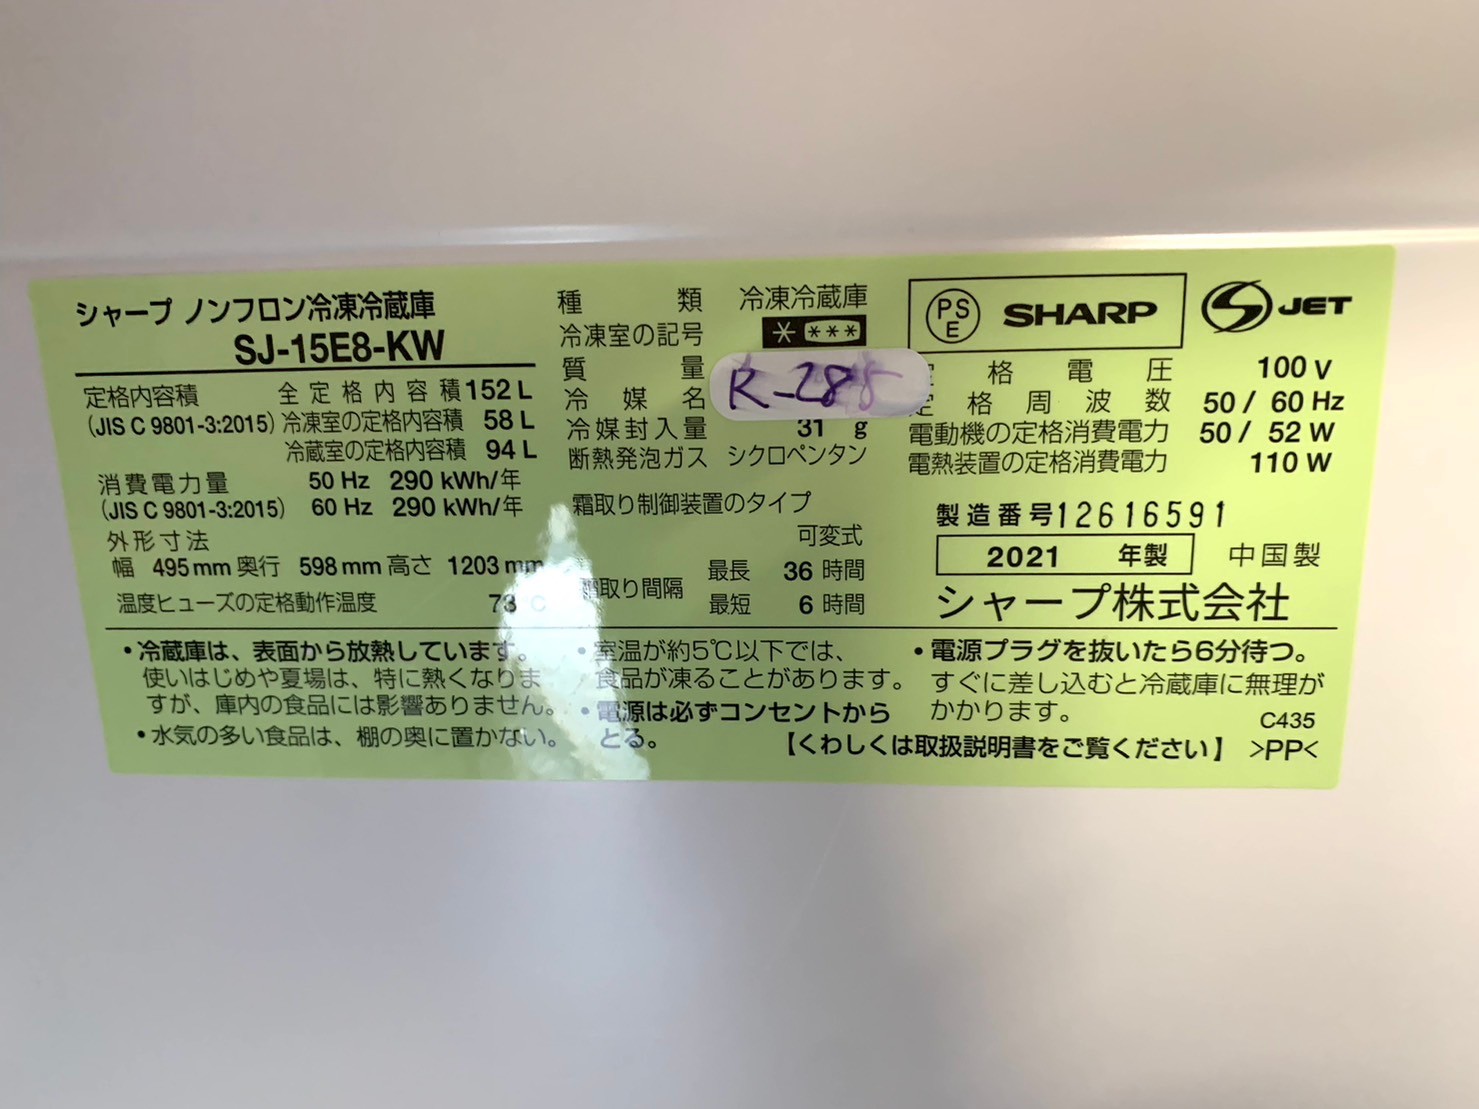 シャープ ノンフロン冷凍冷蔵庫
SJ-15E8-KW
定格内容積 全定格内容積 152 L
(JIS C 9801-3:2015) 冷凍室の定格内容積 58 L
冷蔵室の定格内容積 94 L
消費電力量 50 Hz 290 kWh/年
(JIS C 9801-3:2015) 60 Hz 290 kWh/年
外形寸法
幅 495 mm 奥行 598 mm 高さ 1203 mm
温度ヒューズの定格動作温度 73℃
種類 冷凍冷蔵庫
冷凍室の記号 * ***
質量
冷媒名
R-285
冷媒封入量 31 g
断熱発泡ガス シクロペンタン
霜取り制御装置のタイプ
可変式
霜取り間隔 最長 36 時間
最短 6 時間
PS
E
SHARP
JET
格電圧 100 V
定格周波数 50 / 60 Hz
電動機の定格消費電力 50 / 52 W
電熱装置の定格消費電力 110 W
製造番号 12616591
2021 年製 中国製
シャープ株式会社
・冷蔵庫は、表面から放熱しています。
使いはじめや夏場は、特に熱くなりま
すが、庫内の食品には影響ありません。
・水気の多い食品は、棚の奥に置かない。
・室温が約5℃以下では、
食品が凍ることがあります。
・電源は必ずコンセントから
とる。
・電源プラグを抜いたら6分待つ。
すぐに差し込むと冷蔵庫に無理が
かかります。
C435
【くわしくは取扱説明書をご覧ください】 >PP<